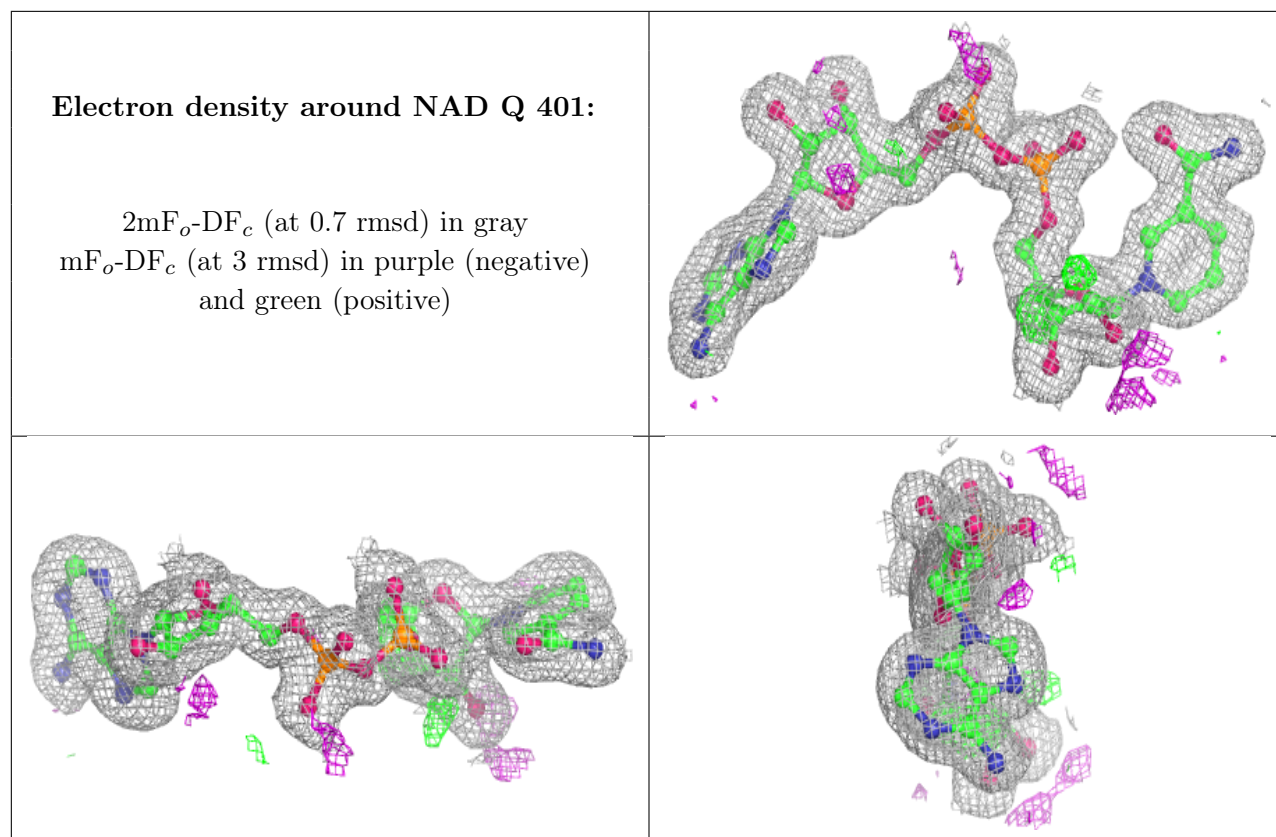 Electron density around NAD Q 401:
2mFo-DFc (at 0.7 rmsd) in gray
mFo-DFc (at 3 rmsd) in purple (negative)
and green (positive)